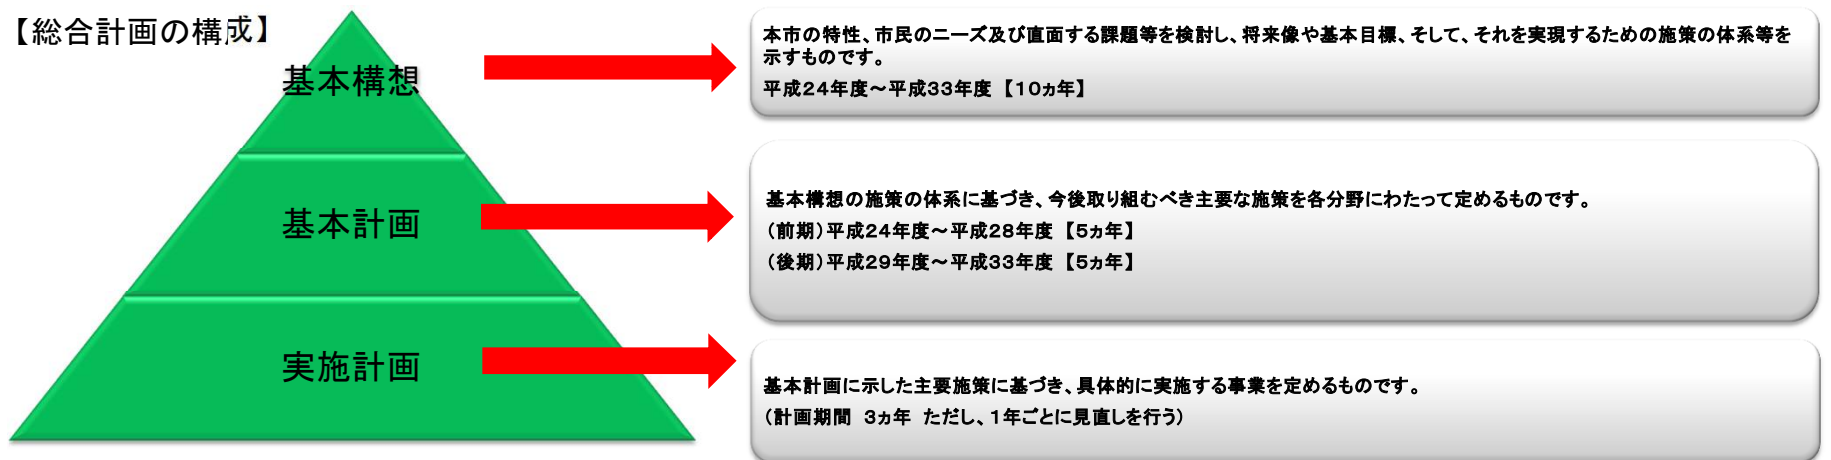 【総合計画の構成】
基本構想
本市の特性、市民のニーズ及び直面する課題等を検討し、将来像や基本目標、そして、それを実現するための施策の体系等を
示すものです。
平成24年度～平成33年度 【10ヵ年】
基本計画
基本構想の施策の体系に基づき、今後取り組むべき主要な施策を各分野にわたって定めるものです。
（前期）平成24年度～平成28年度 【5ヵ年】
（後期）平成29年度～平成33年度 【5ヵ年】
実施計画
基本計画に示した主要施策に基づき、具体的に実施する事業を定めるものです。
（計画期間 3ヵ年 ただし、1年ごとに見直しを行う）